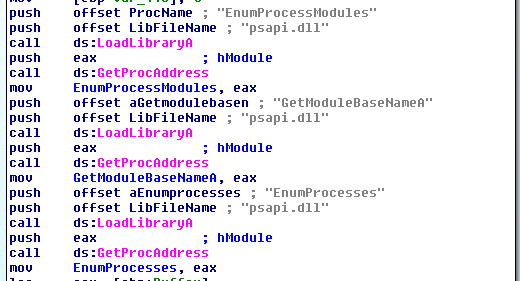 push offset ProcName ; "EnumProcessModules"
push offset LibFileName ; "psapi.dll"
call ds:LoadLibraryA
push eax ; hModule
call ds:GetProcAddress
mov EnumProcessModules, eax
push offset aGetmodulebasen ; "GetModuleBaseNameA"
push offset LibFileName ; "psapi.dll"
call ds:LoadLibraryA
push eax ; hModule
call ds:GetProcAddress
mov GetModuleBaseNameA, eax
push offset aEnumprocesses ; "EnumProcesses"
push offset LibFileName ; "psapi.dll"
call ds:LoadLibraryA
push eax ; hModule
call ds:GetProcAddress
mov EnumProcesses, eax